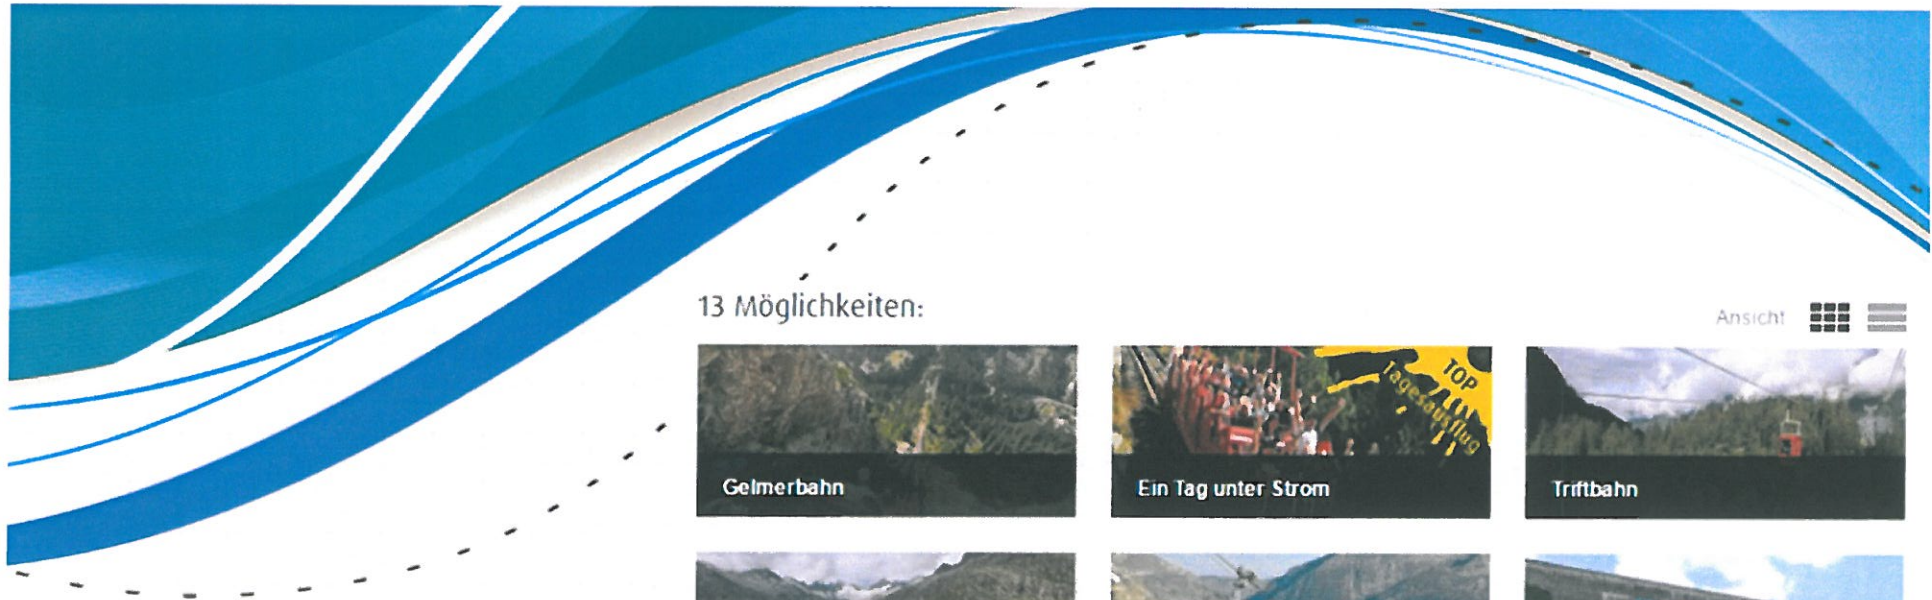 13 Möglichkeiten:
Ansicht
TOP
Tagesausflug
Gelmerbahn
Ein Tag unter Strom
Triftbahn